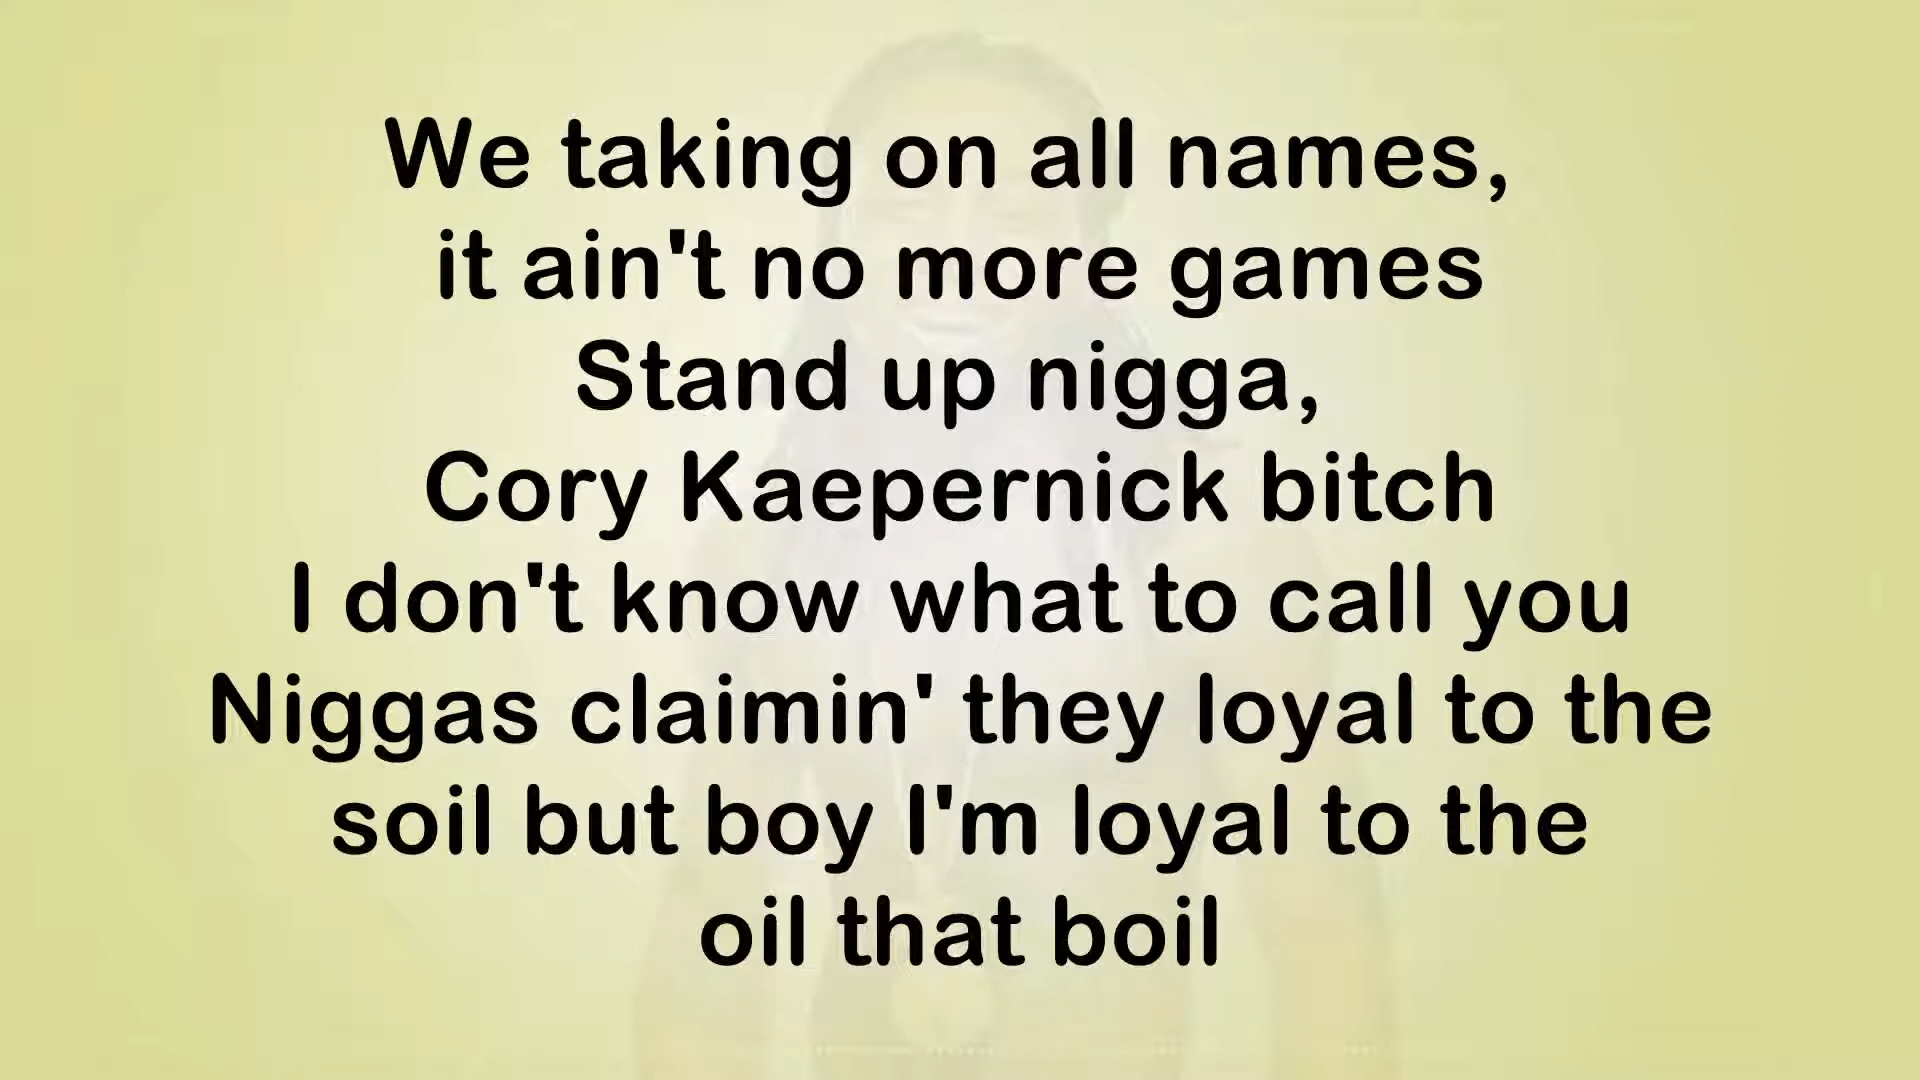 We taking on all names,
it ain't no more games
Stand up nigga,
Cory Kaepernick bitch
I don't know what to call you
Niggas claimin' they loyal to the
soil but boy I'm loyal to the
oil that boil